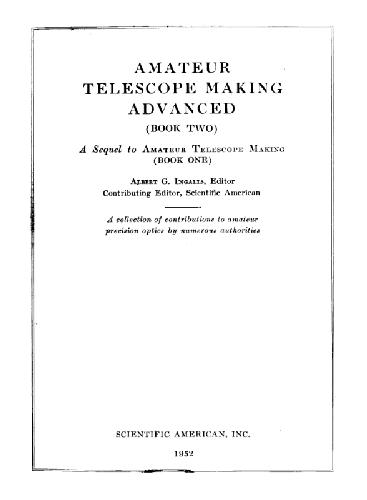 AMATEUR
TELESCOPE MAKING
ADVANCED
(BOOK TWO)
A Sequel to AMATEUR TELESCOPE MAKING
(BOOK ONE)
ALBERT G. INGALLS, Editor
Contributing Editor, Scientific American
A collection of contributions to amateur
precision optics by numerous authorities
SCIENTIFIC AMERICAN, INC.
1952